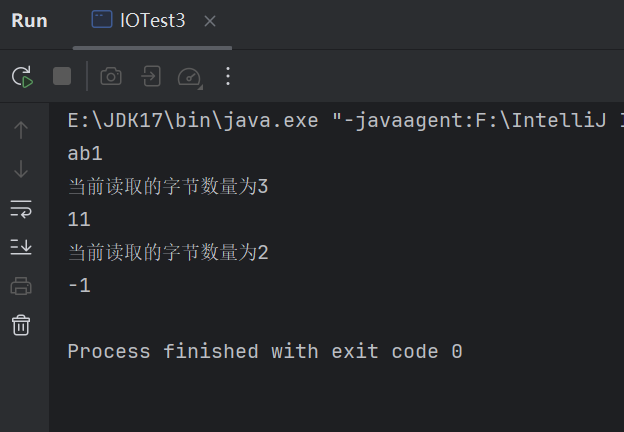 Run IOTest3
E:\JDK17\bin\java.exe "-javaagent:F:\IntelliJ
ab1
当前读取的字节数量为3
11
当前读取的字节数量为2
-1
Process finished with exit code 0